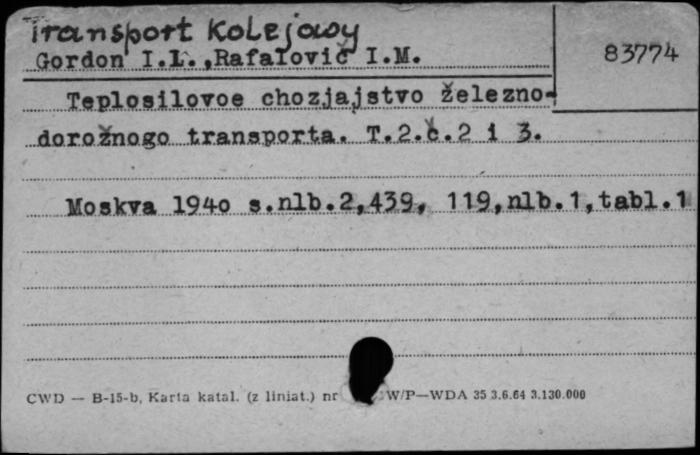 Transport Kolejowy
83774
Gordon I.L.,Rafalovič I.M.
Teplosilovoe chozjajstvo železno-
dorožnogo transporta. T.2.č.2 i 3.
Moskva 1940 s.nlb.2,439, 119,nlb.1,tabl.1
CWD — B-15-b, Karta katal. (z liniat.) nr W/P—WDA 35 3.6.64 3.130.000